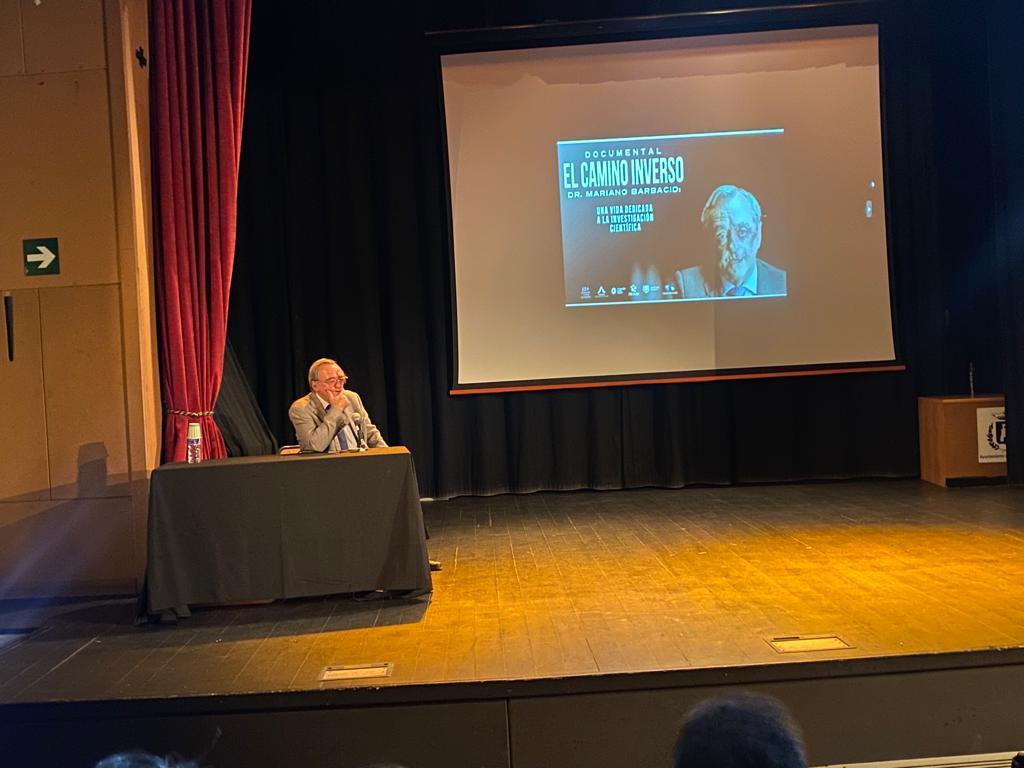 DOCUMENTAL
EL CAMINO INVERSO
DR. MARIANO BARBACID:
UNA VIDA DEDICADA
A LA INVESTIGACIÓN
CIENTÍFICA